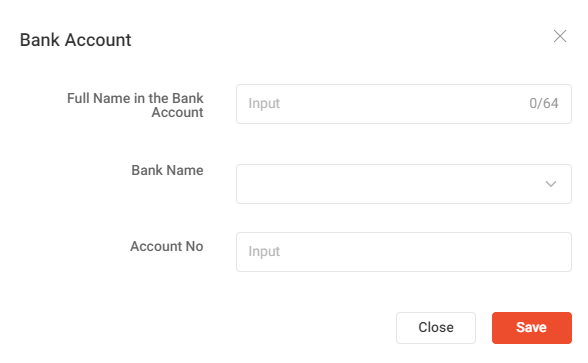 Bank Account
Full Name in the Bank
Account
Input 0/64
Bank Name
Account No
Input
Close
Save